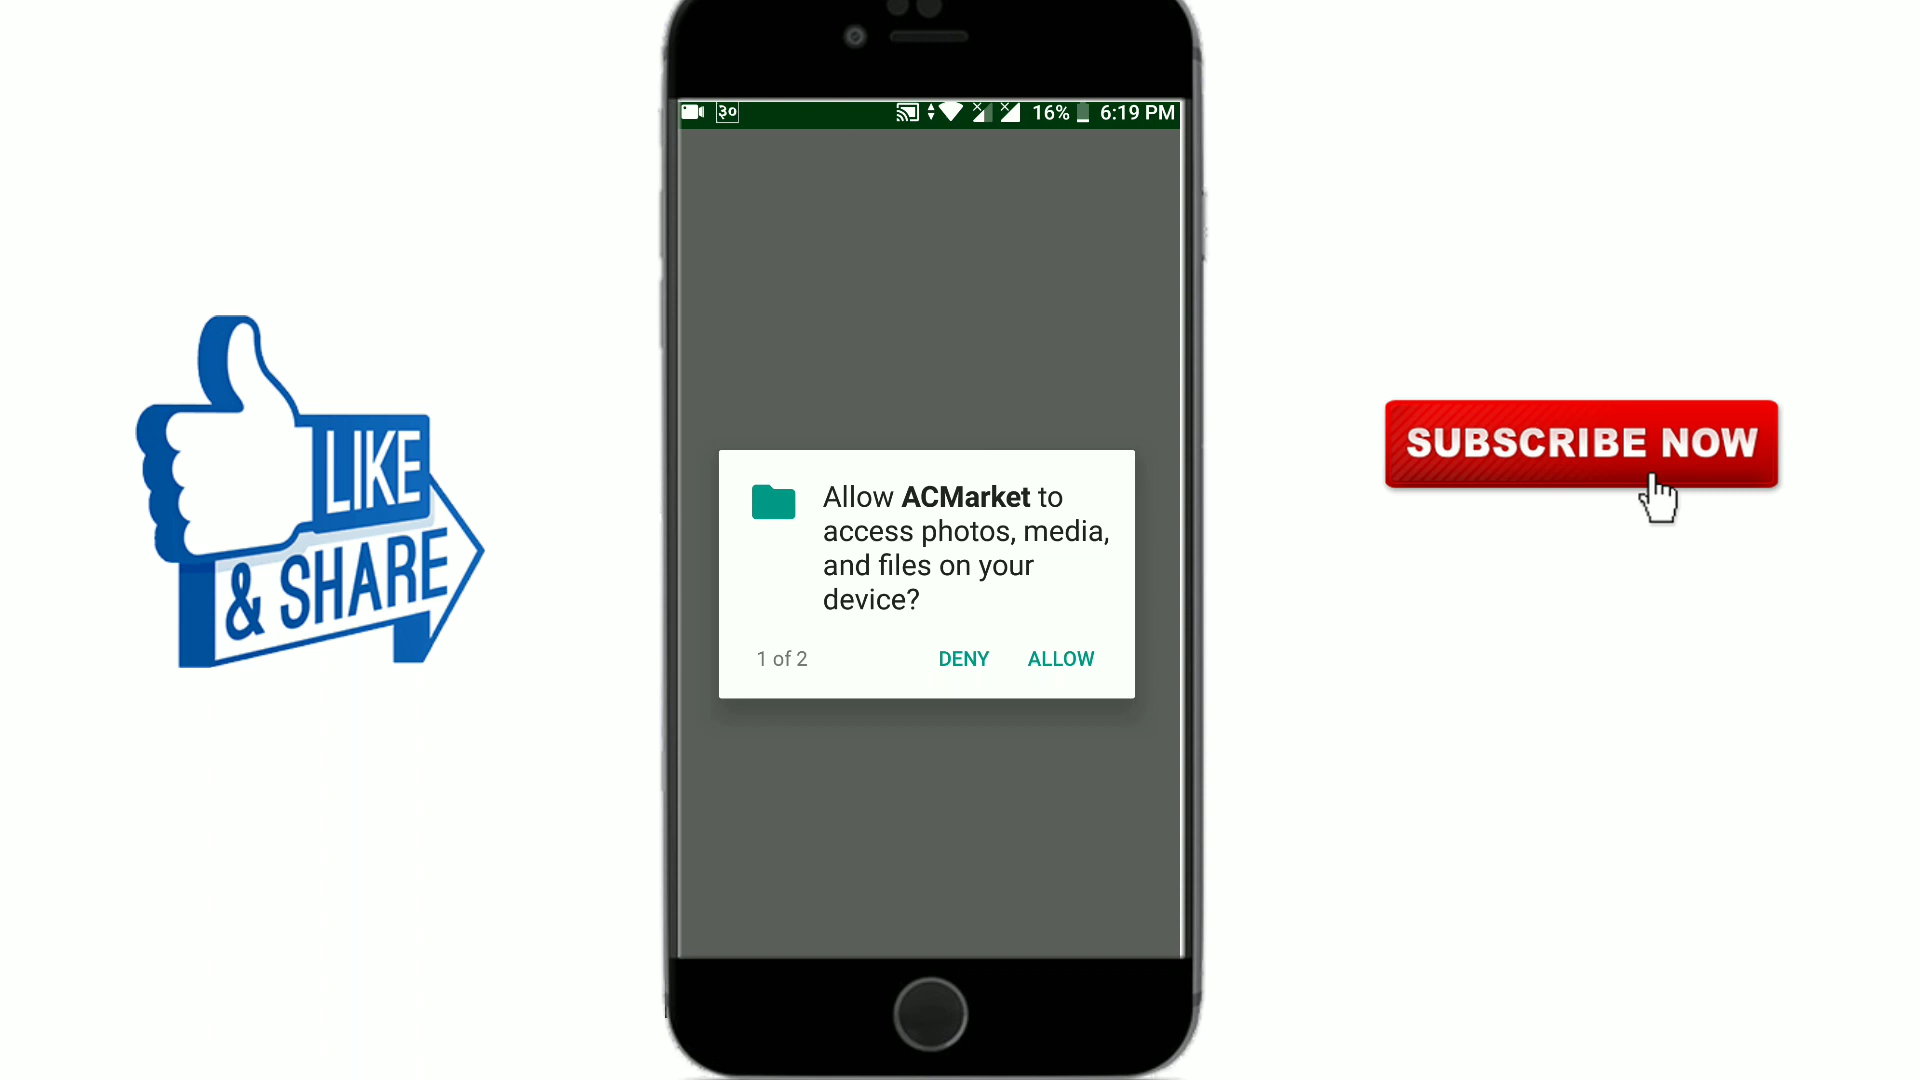 ३० 16% 6:19 PM
LIKE
& SHARE
SUBSCRIBE NOW
Allow ACMarket to
access photos, media,
and files on your
device?
1 of 2 DENY ALLOW